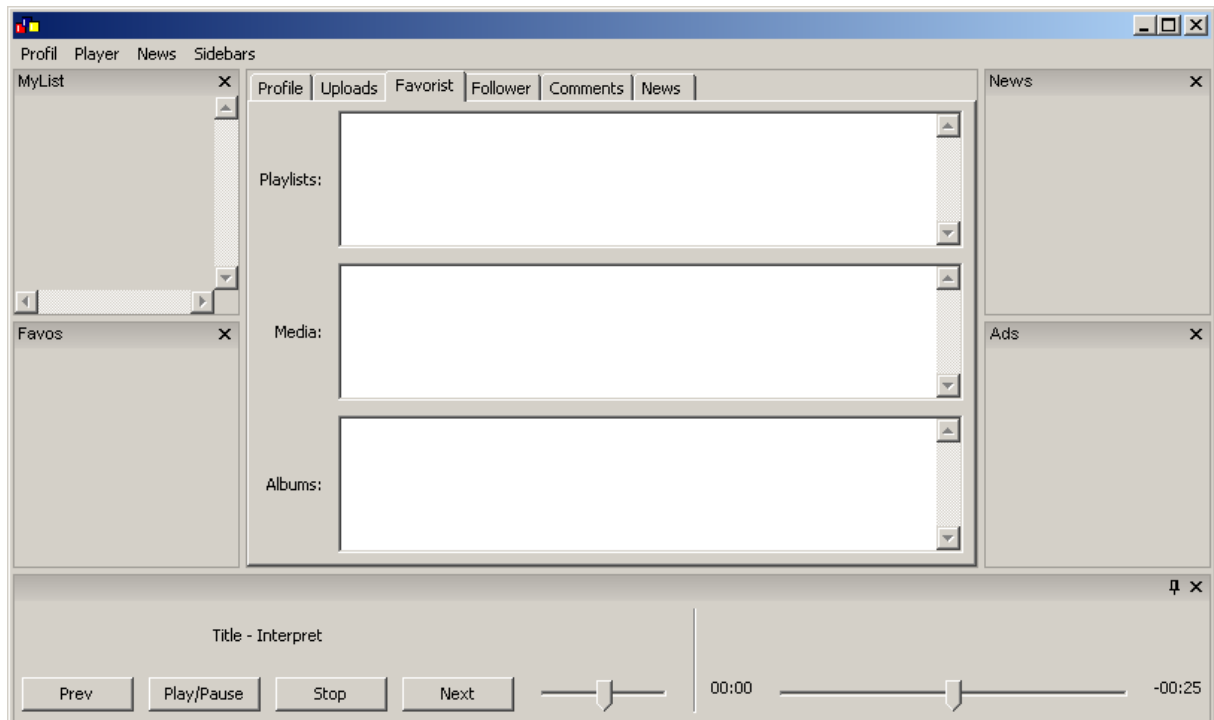 Profil Player News Sidebars
MyList
Profile Uploads Favorist Follower Comments News
News
Playlists:
Media:
Albums:
Favos
Ads
Title - Interpret
Prev Play/Pause Stop Next 00:00 -00:25